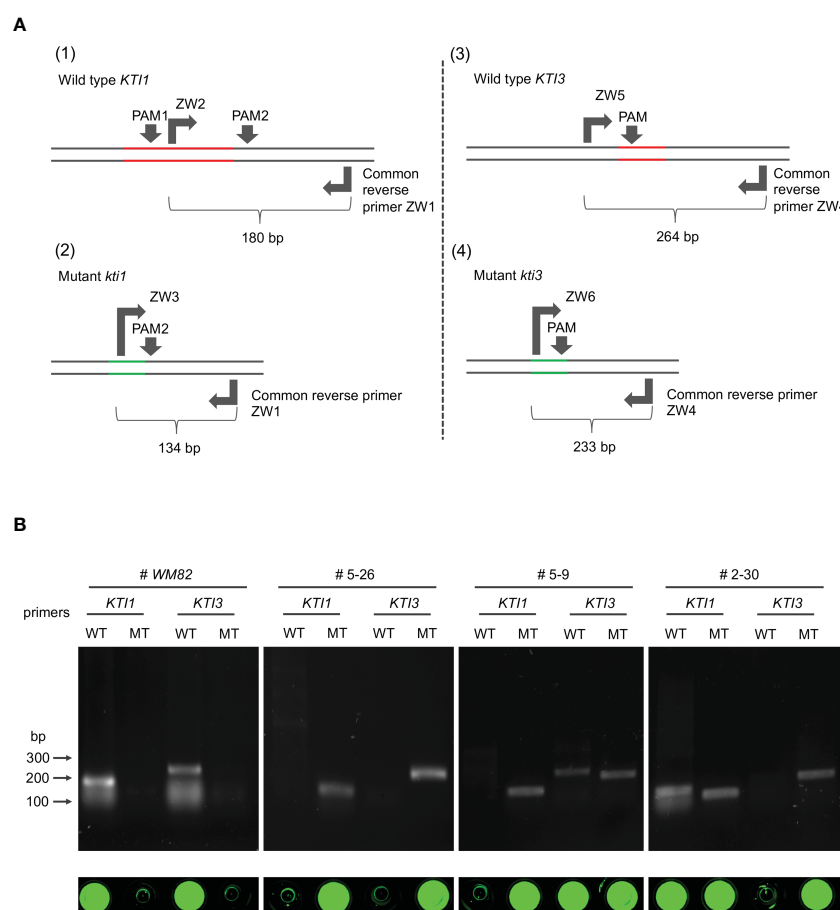 A
(1)
Wild type KTI1
PAM1
ZW2
PAM2
Common
reverse
primer ZW1
180 bp
(2)
Mutant kti1
ZW3
PAM2
Common reverse primer
ZW1
134 bp
(3)
Wild type KTI3
ZW5
PAM
Common
reverse
primer ZW4
264 bp
(4)
Mutant kti3
ZW6
PAM
Common reverse primer
ZW4
233 bp
B
# WM82 # 5-26 # 5-9 # 2-30
primers KTI1 KTI3 KTI1 KTI3 KTI1 KTI3 KTI1 KTI3
WT MT WT MT WT MT WT MT WT MT WT MT WT MT WT MT
bp
300
200
100